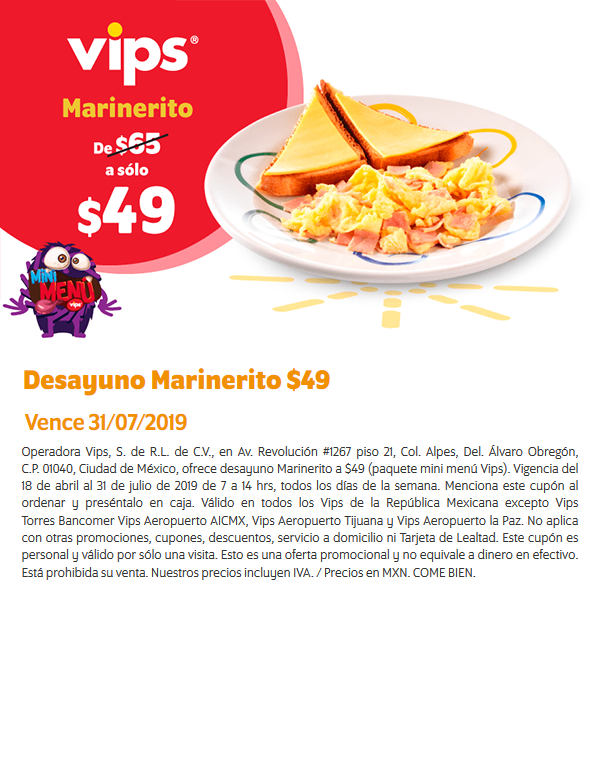 vips®
Marinerito
De $65
a sólo
$49
MiNi
MENÚ
vips
Desayuno Marinerito $49
Vence 31/07/2019
Operadora Vips, S. de R.L. de C.V., en Av. Revolución #1267 piso 21, Col. Alpes, Del. Álvaro Obregón,
C.P. 01040, Ciudad de México, ofrece desayuno Marinerito a $49 (paquete mini menú Vips). Vigencia del
18 de abril al 31 de julio de 2019 de 7 a 14 hrs, todos los días de la semana. Menciona este cupón al
ordenar y preséntalo en caja. Válido en todos los Vips de la República Mexicana excepto Vips
Torres Bancomer Vips Aeropuerto AICMX, Vips Aeropuerto Tijuana y Vips Aeropuerto la Paz. No aplica
con otras promociones, cupones, descuentos, servicio a domicilio ni Tarjeta de Lealtad. Este cupón es
personal y válido por sólo una visita. Esto es una oferta promocional y no equivale a dinero en efectivo.
Está prohibida su venta. Nuestros precios incluyen IVA. / Precios en MXN. COME BIEN.